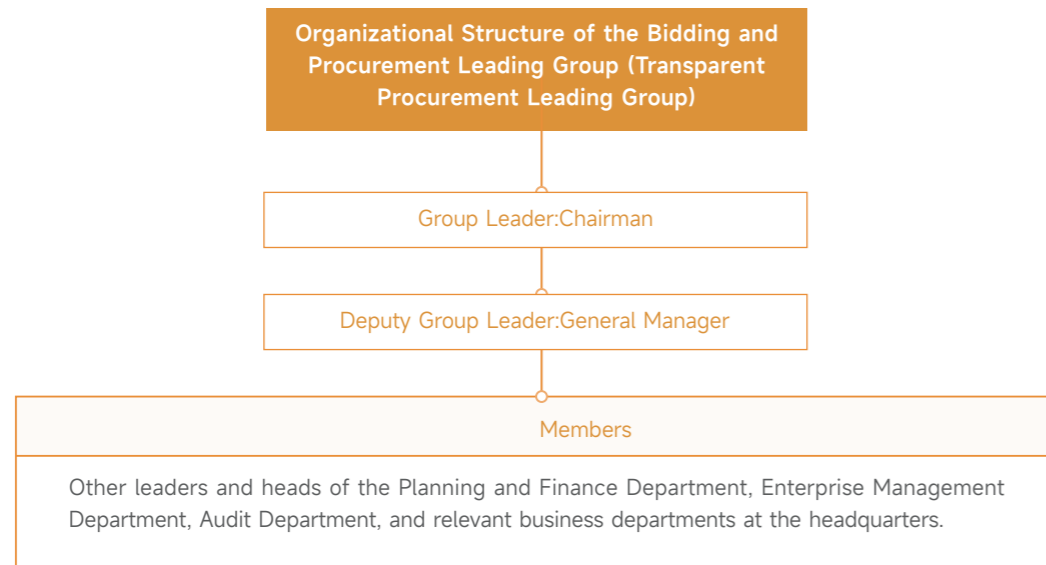 Organizational Structure of the Bidding and
Procurement Leading Group (Transparent
Procurement Leading Group)
Group Leader:Chairman
Deputy Group Leader:General Manager
Members
Other leaders and heads of the Planning and Finance Department, Enterprise Management
Department, Audit Department, and relevant business departments at the headquarters.